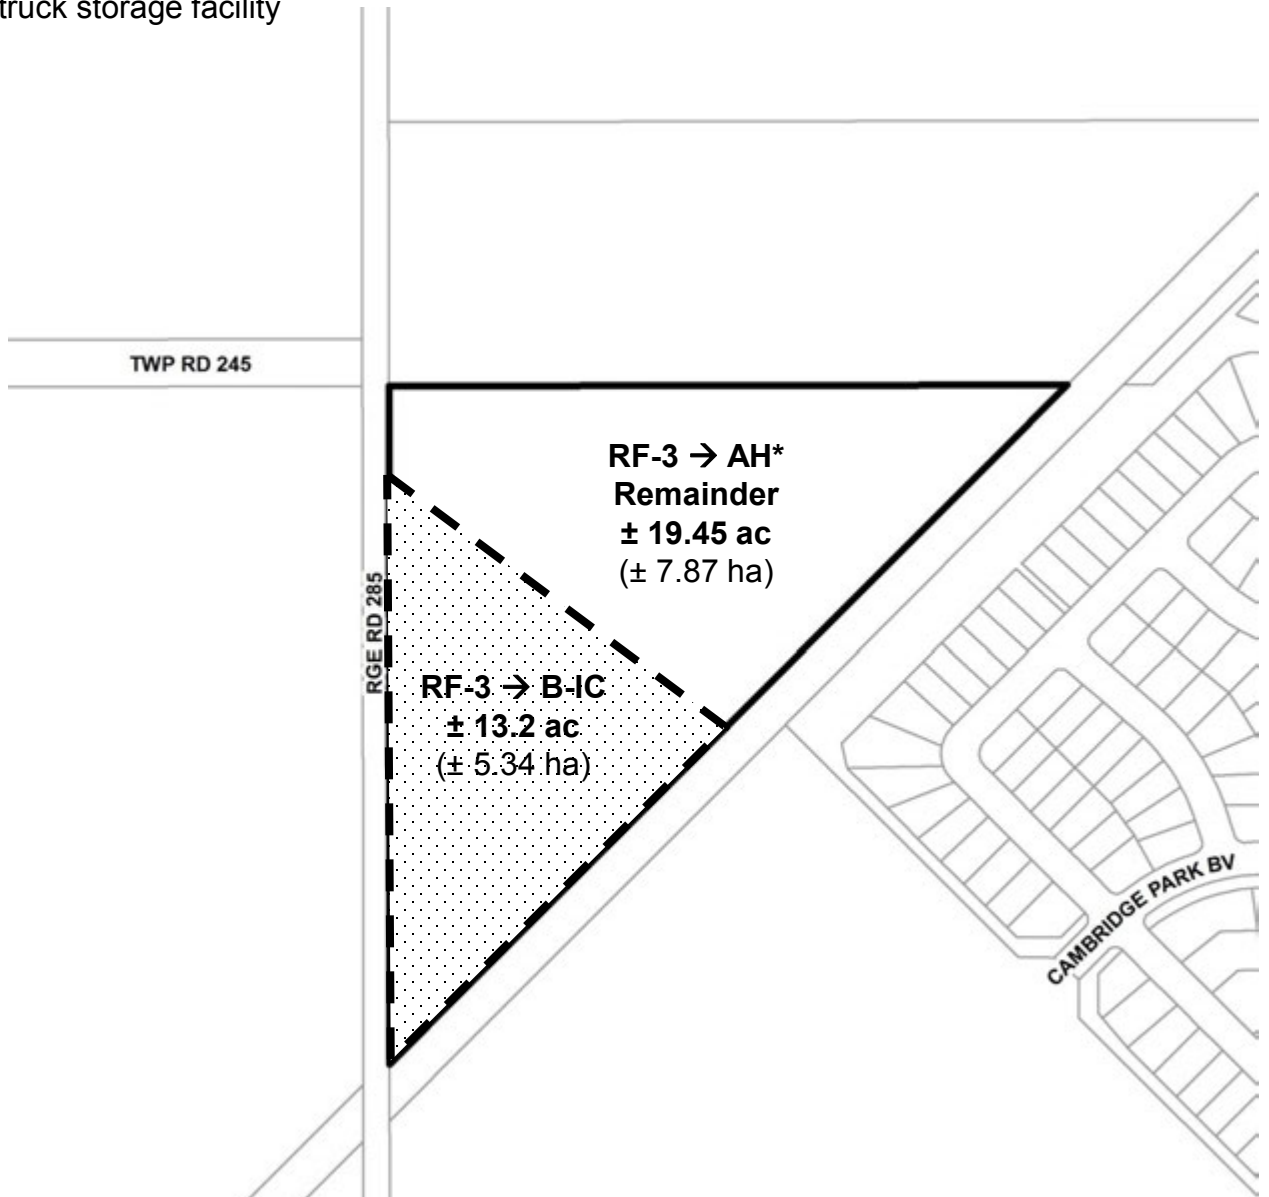 truck storage facility
TWP RD 245
RF-3 → AH*
Remainder
± 19.45 ac
(± 7.87 ha)
RGE RD 285
RF-3 → B-IC
± 13.2 ac
(± 5.34 ha)
CAMBRIDGE PARK BV